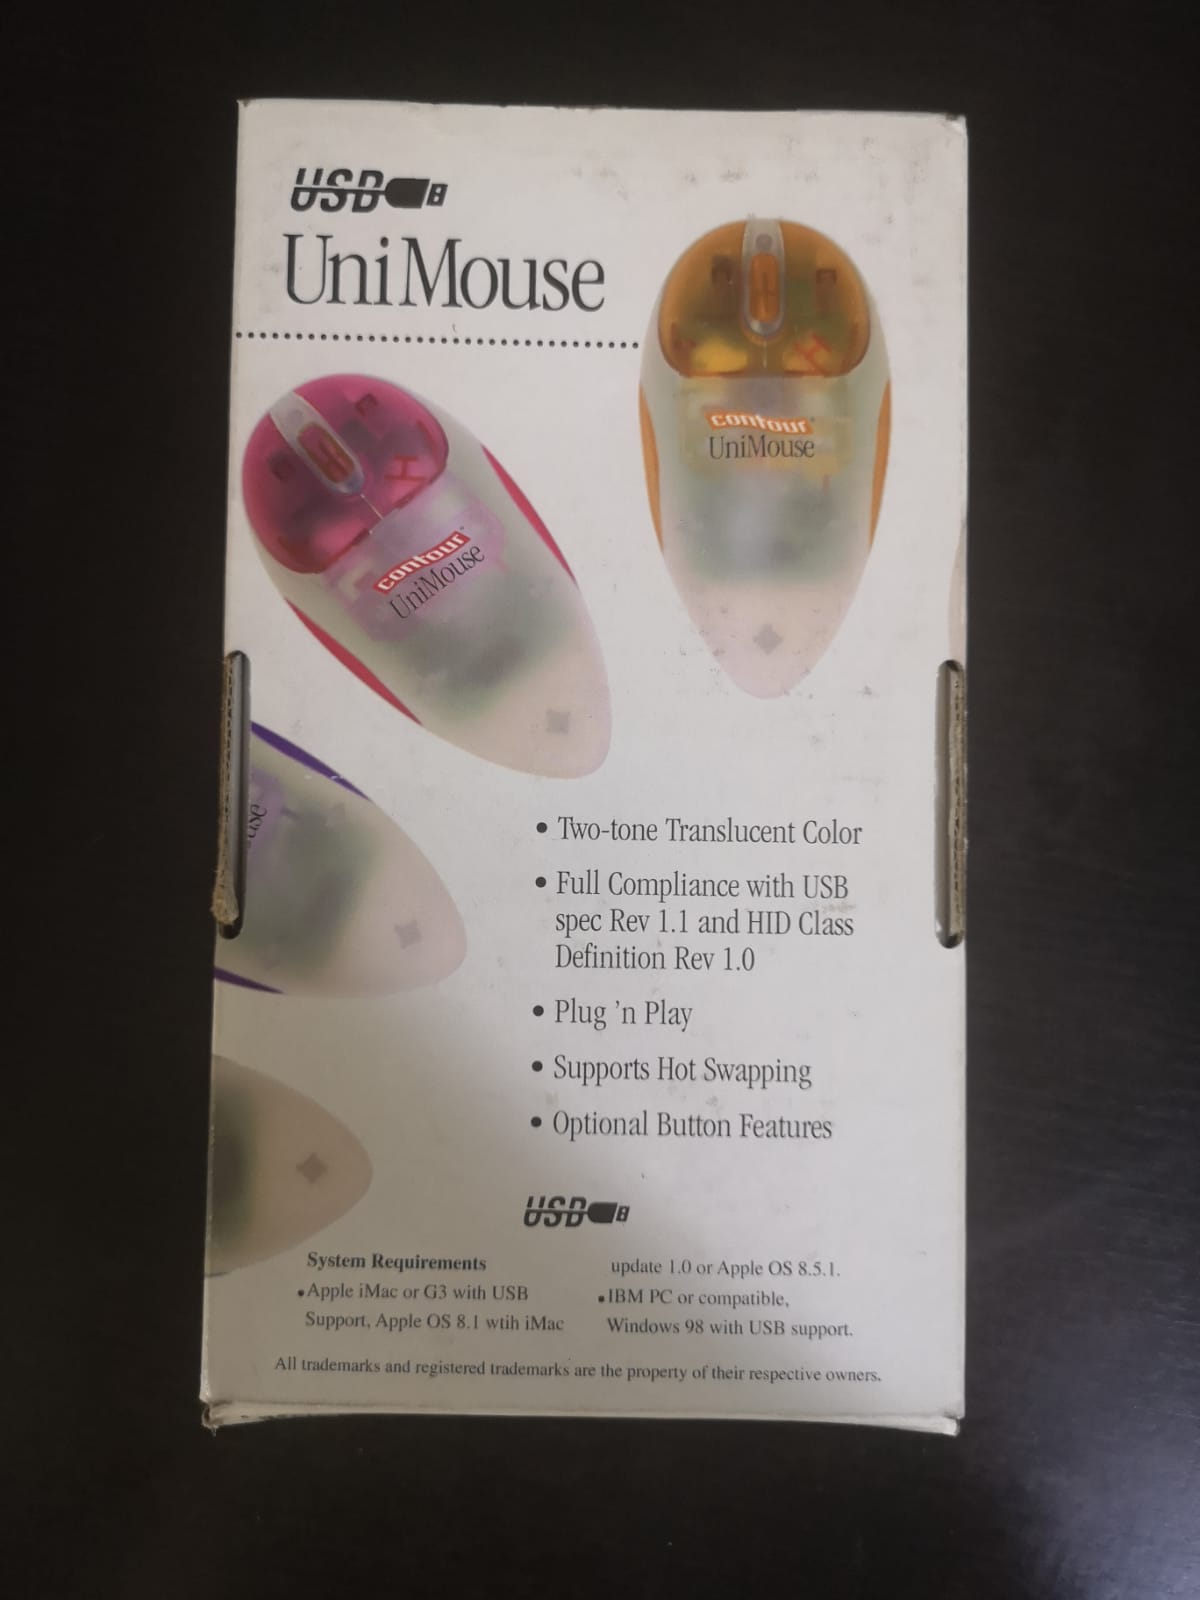 USB
UniMouse
contour
UniMouse
contour
UniMouse
use
• Two-tone Translucent Color
• Full Compliance with USB
spec Rev 1.1 and HID Class
Definition Rev 1.0
• Plug 'n Play
• Supports Hot Swapping
• Optional Button Features
USB
System Requirements
• Apple iMac or G3 with USB
Support, Apple OS 8.1 wtih iMac
update 1.0 or Apple OS 8.5.1.
• IBM PC or compatible,
Windows 98 with USB support.
All trademarks and registered trademarks are the property of their respective owners.